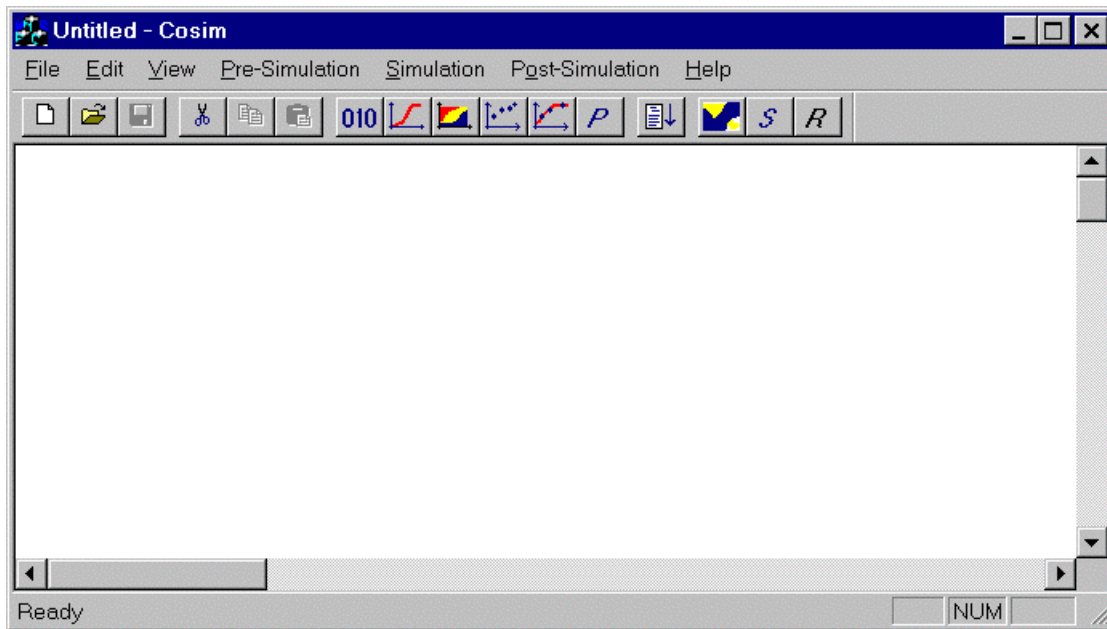 Untitled - Cosim
File Edit View Pre-Simulation Simulation Post-Simulation Help
010 P S R
Ready NUM